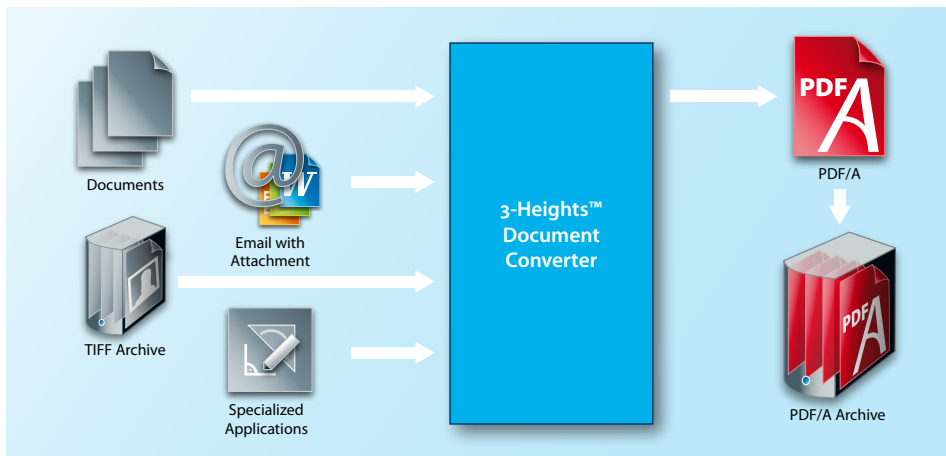 Documents
Email with
Attachment
TIFF Archive
Specialized
Applications
W
3-Heights™
Document
Converter
PDF
A
PDF/A
PDF
A
PDF/A Archive